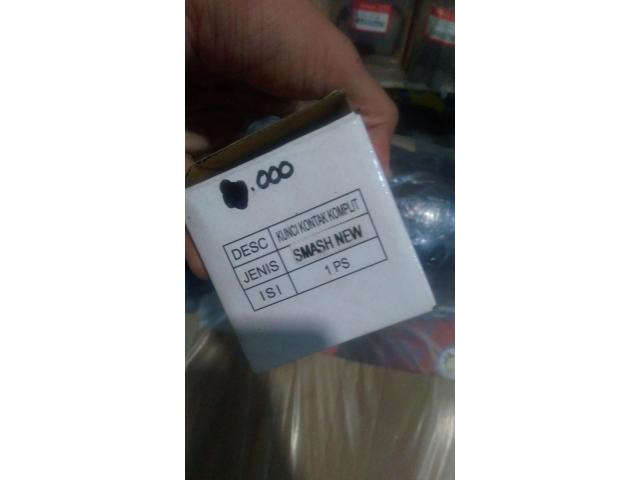 .000
DESC KUNCI KONTAK KOMPLIT
JENIS SMASH NEW
ISI 1 PS